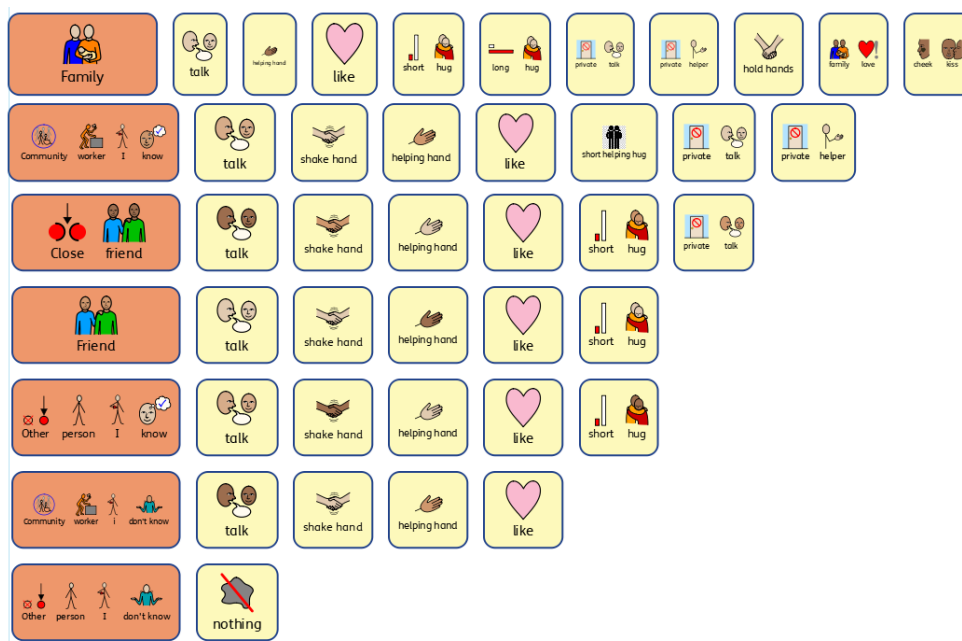 Family talk helping hand like short hug long hug private talk private helper hold hands family love cheek kiss
Community worker I know talk shake hand helping hand like short helping hug private talk private helper
Close friend talk shake hand helping hand like short hug private talk
Friend talk shake hand helping hand like short hug
Other person I know talk shake hand helping hand like short hug
Community worker i don't know talk shake hand helping hand like
Other person I don't know nothing